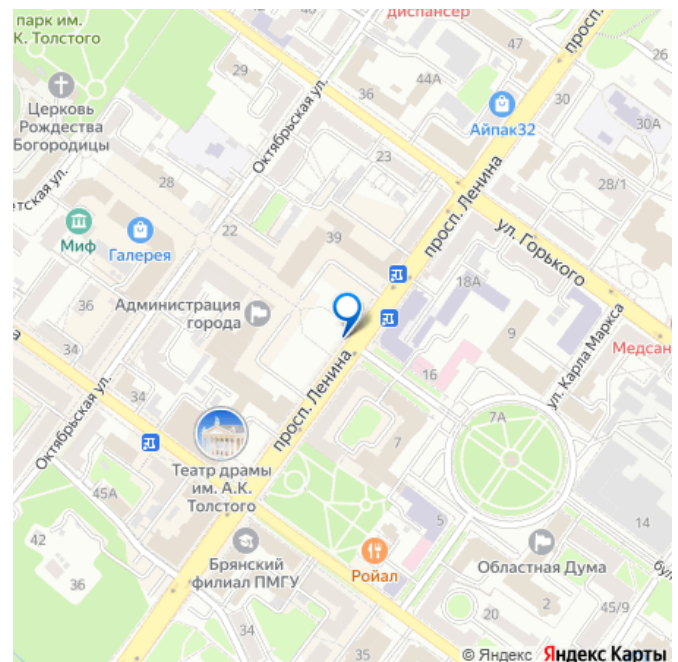 парк им.
К. Толстого
диспансер
47
просп.
26
44А
29
36
30
Айпак32
30А
Церковь
Рождества
Богородицы
Октябрьская ул.
23
28/1
просп. Ленина
етская ул.
28
ул. Горького
Миф
Галерея
22
39
18А
36
Администрация
города
34
9
ул. Карла Маркса
Медсан
16
просп. Ленина
34
7А
Октябрьская ул.
7
Театр драмы
им. А.К.
Толстого
45А
5
14
42
Брянский
филиал ПМГУ
Ройал
Областная Дума
бул
36
20
2
45/9
34
35
© Яндекс Яндекс Карты